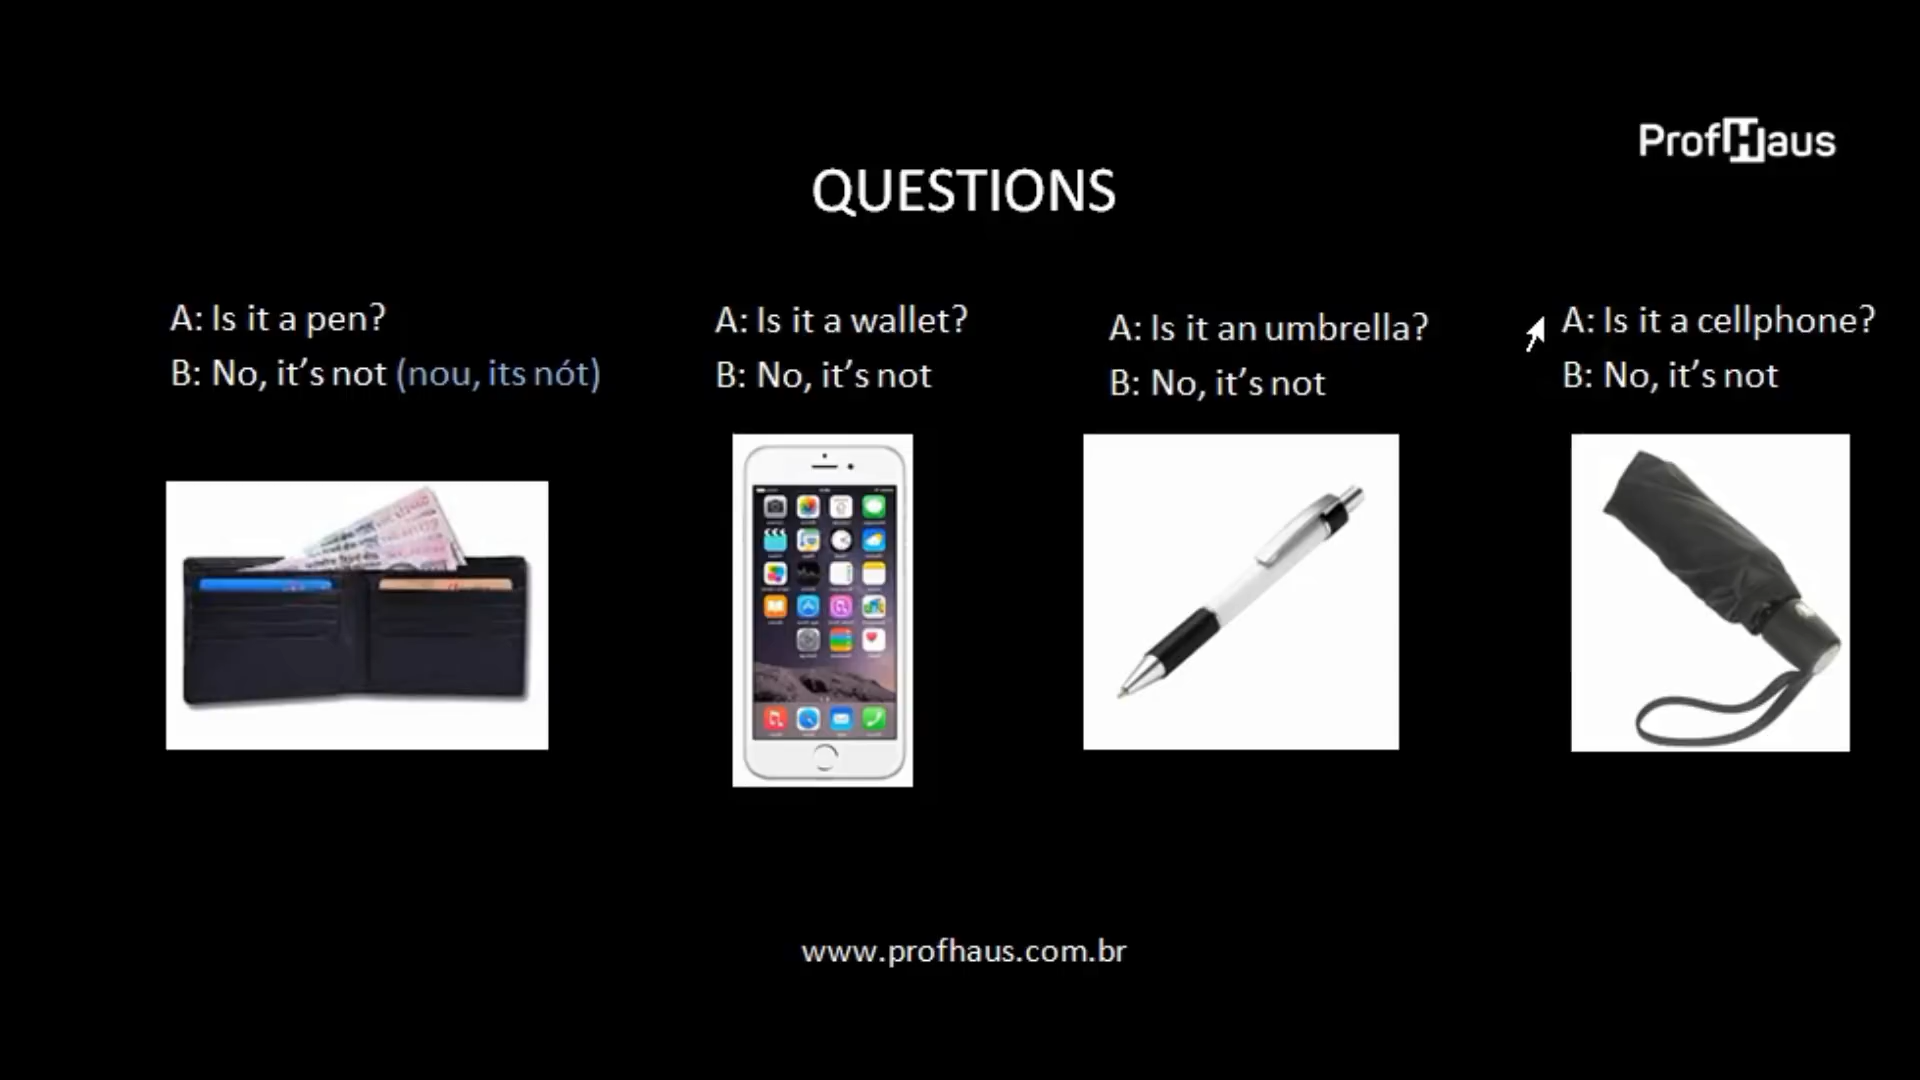 ProfHaus
QUESTIONS
A: Is it a pen?
B: No, it's not (nou, its nót)
A: Is it a wallet?
B: No, it's not
A: Is it an umbrella?
B: No, it's not
A: Is it a cellphone?
B: No, it's not
www.profhaus.com.br